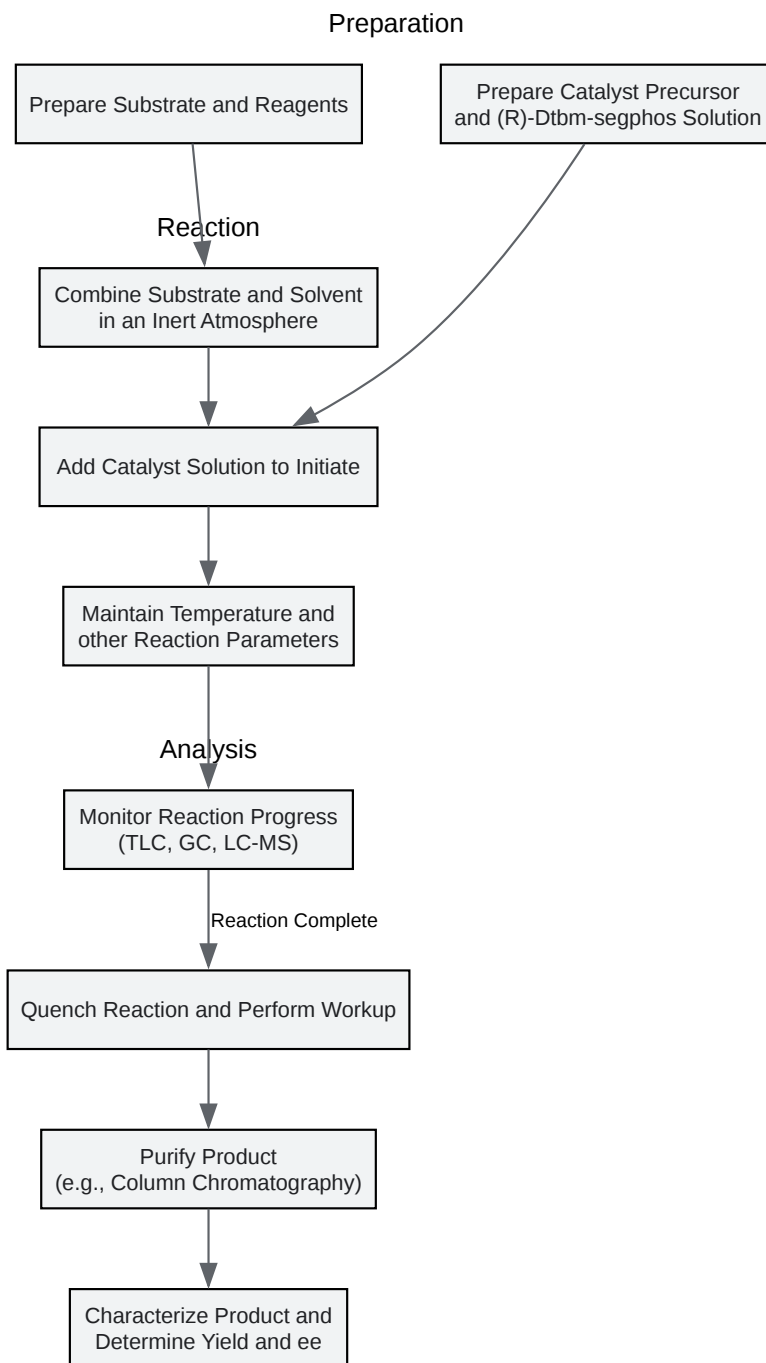 Preparation
Prepare Substrate and Reagents
Prepare Catalyst Precursor
and (R)-Dtbm-segphos Solution
Reaction
Combine Substrate and Solvent
in an Inert Atmosphere
Add Catalyst Solution to Initiate
Maintain Temperature and
other Reaction Parameters
Analysis
Monitor Reaction Progress
(TLC, GC, LC-MS)
Reaction Complete
Quench Reaction and Perform Workup
Purify Product
(e.g., Column Chromatography)
Characterize Product and
Determine Yield and ee